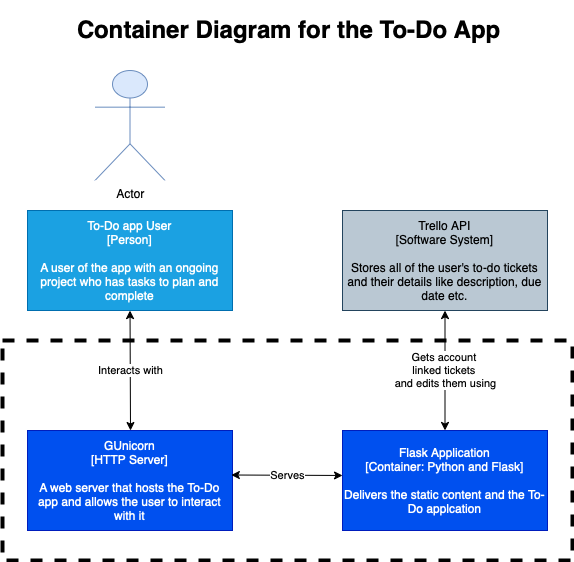 Container Diagram for the To-Do App
Actor
To-Do app User
[Person]
A user of the app with an ongoing
project who has tasks to plan and
complete
Trello API
[Software System]
Stores all of the user's to-do tickets
and their details like description, due
date etc.
Interacts with
Gets account
linked tickets
and edits them using
GUnicorn
[HTTP Server]
A web server that hosts the To-Do
app and allows the user to interact
with it
Serves
Flask Application
[Container: Python and Flask]
Delivers the static content and the To-
Do applcation